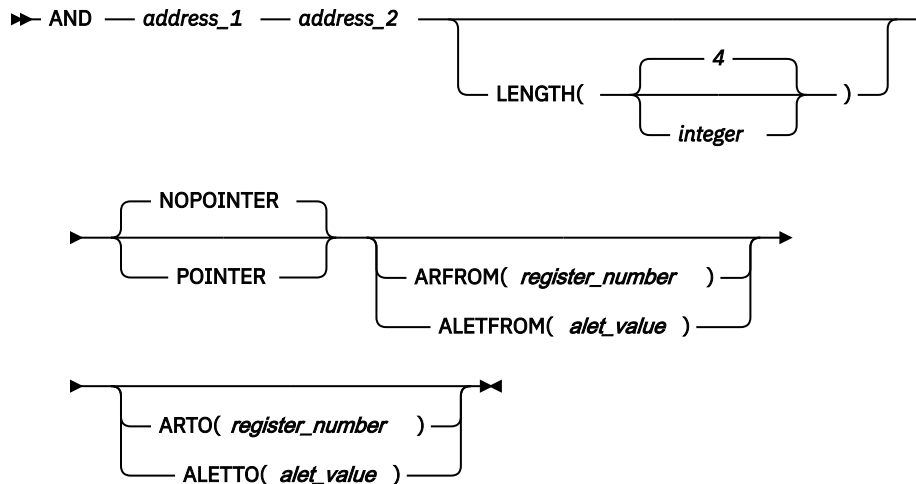 AND address_1 address_2
4
LENGTH( )
integer
NOPOINTER
POINTER
ARFROM( register_number )
ALETFROM( alet_value )
ARTO( register_number )
ALETTO( alet_value )